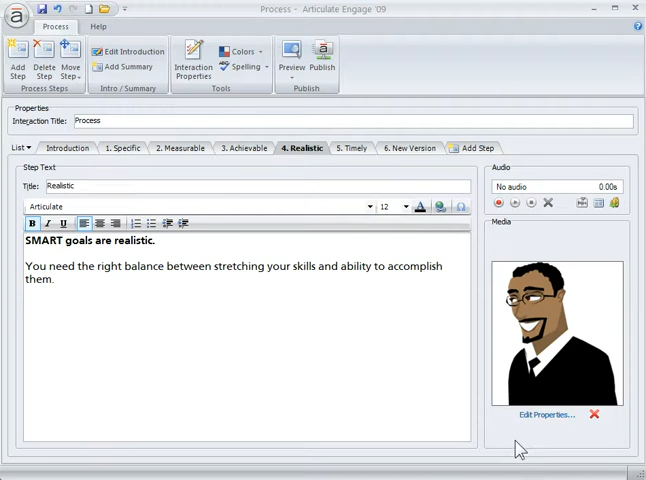 Process - Articulate Engage '09
Process
Help
Add Step
Delete Step
Move Step
Process Steps
Edit Introduction
Add Summary
Intro / Summary
Interaction Properties
Colors
Spelling
Tools
Preview
Publish
Publish
Properties
Interaction Title:
Process
List
Introduction
1. Specific
2. Measurable
3. Achievable
4. Realistic
5. Timely
6. New Version
Add Step
Step Text
Title:
Realistic
Articulate
12
A
B I U
SMART goals are realistic.
You need the right balance between stretching your skills and ability to accomplish
them.
Audio
No audio
0.00s
Media
Edit Properties...